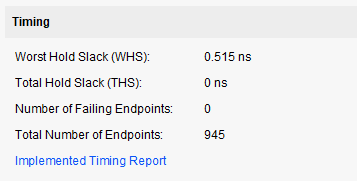 Timing
Worst Hold Slack (WHS): 0.515 ns
Total Hold Slack (THS): 0 ns
Number of Failing Endpoints: 0
Total Number of Endpoints: 945
Implemented Timing Report